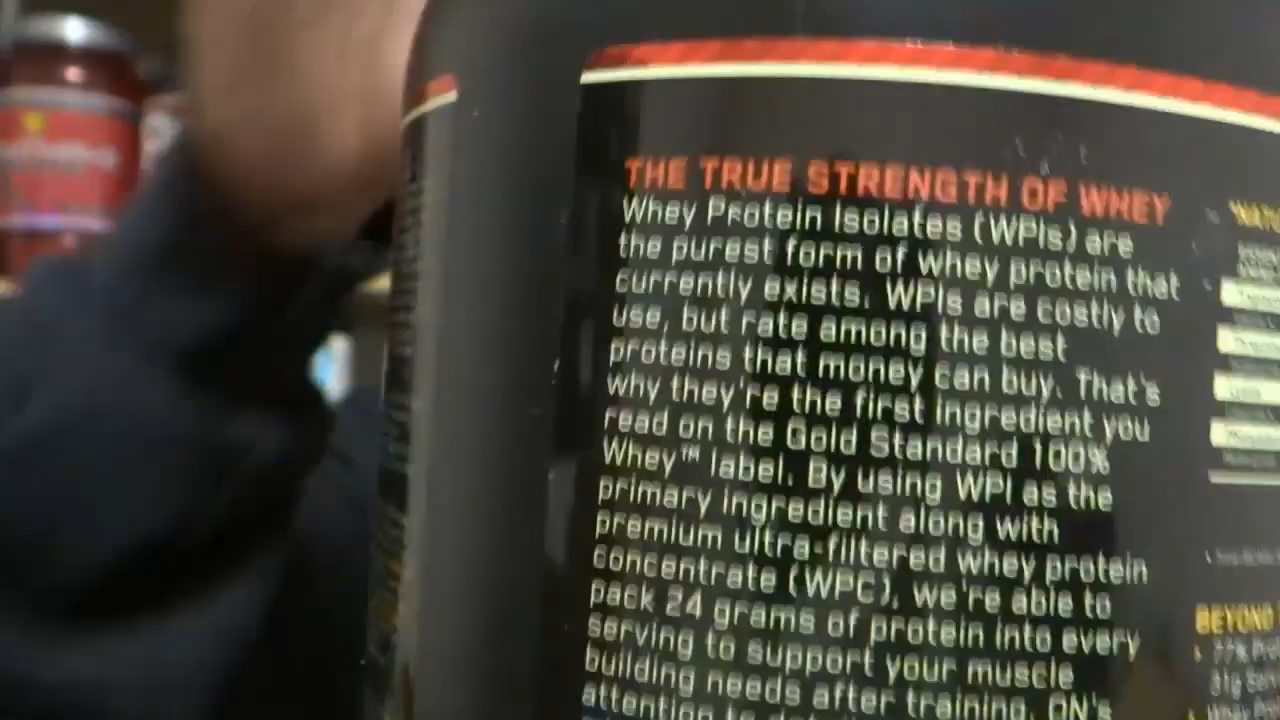 THE TRUE STRENGTH OF WHEY
Whey Protein Isolates (WPIs) are
the purest form of whey protein that
currently exists. WPIs are costly to
use, but rate among the best
proteins that money can buy. That's
why they're the first ingredient you
read on the Gold Standard 100%
Whey™ label. By using WPI as the
primary ingredient along with
premium ultra-filtered whey protein
concentrate (WPC), we're able to
pack 24 grams of protein into every
serving to support your muscle
building needs after training. ON's
attention to
BEYOND